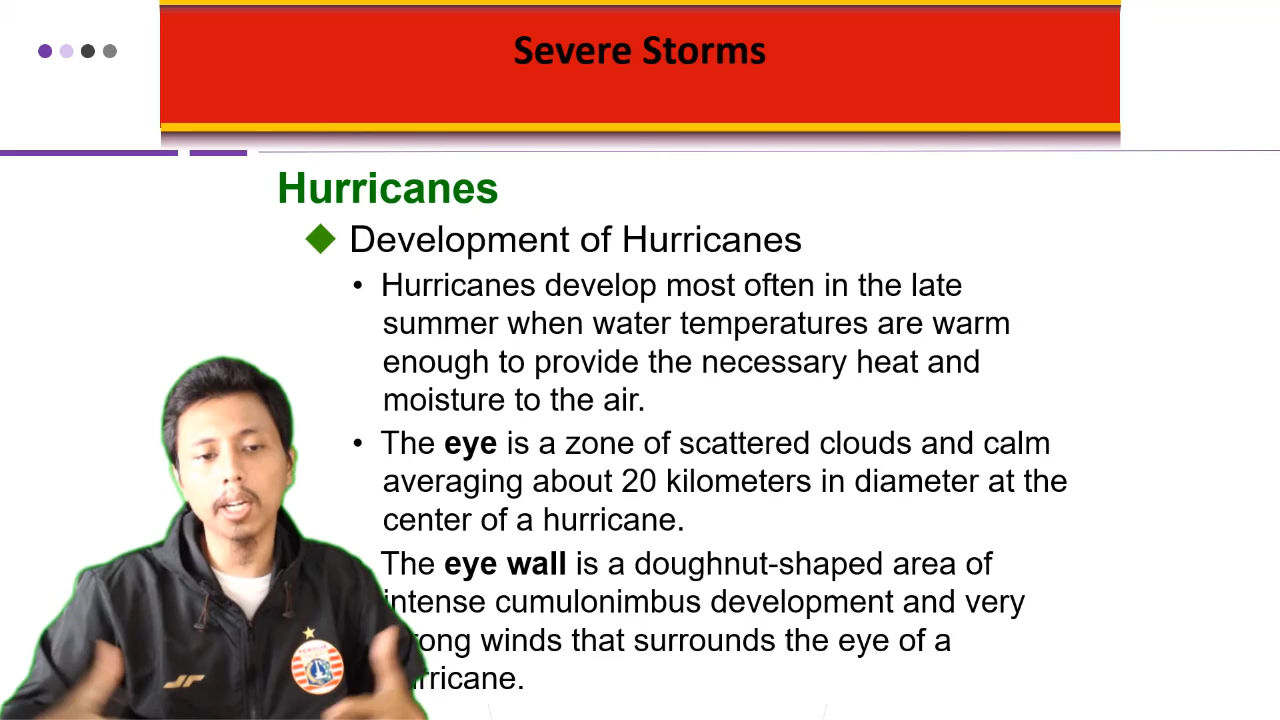 Severe Storms
Hurricanes
Development of Hurricanes
• Hurricanes develop most often in the late
summer when water temperatures are warm
enough to provide the necessary heat and
moisture to the air.
• The eye is a zone of scattered clouds and calm
averaging about 20 kilometers in diameter at the
center of a hurricane.
The eye wall is a doughnut-shaped area of
intense cumulonimbus development and very
winds that surrounds the eye of a